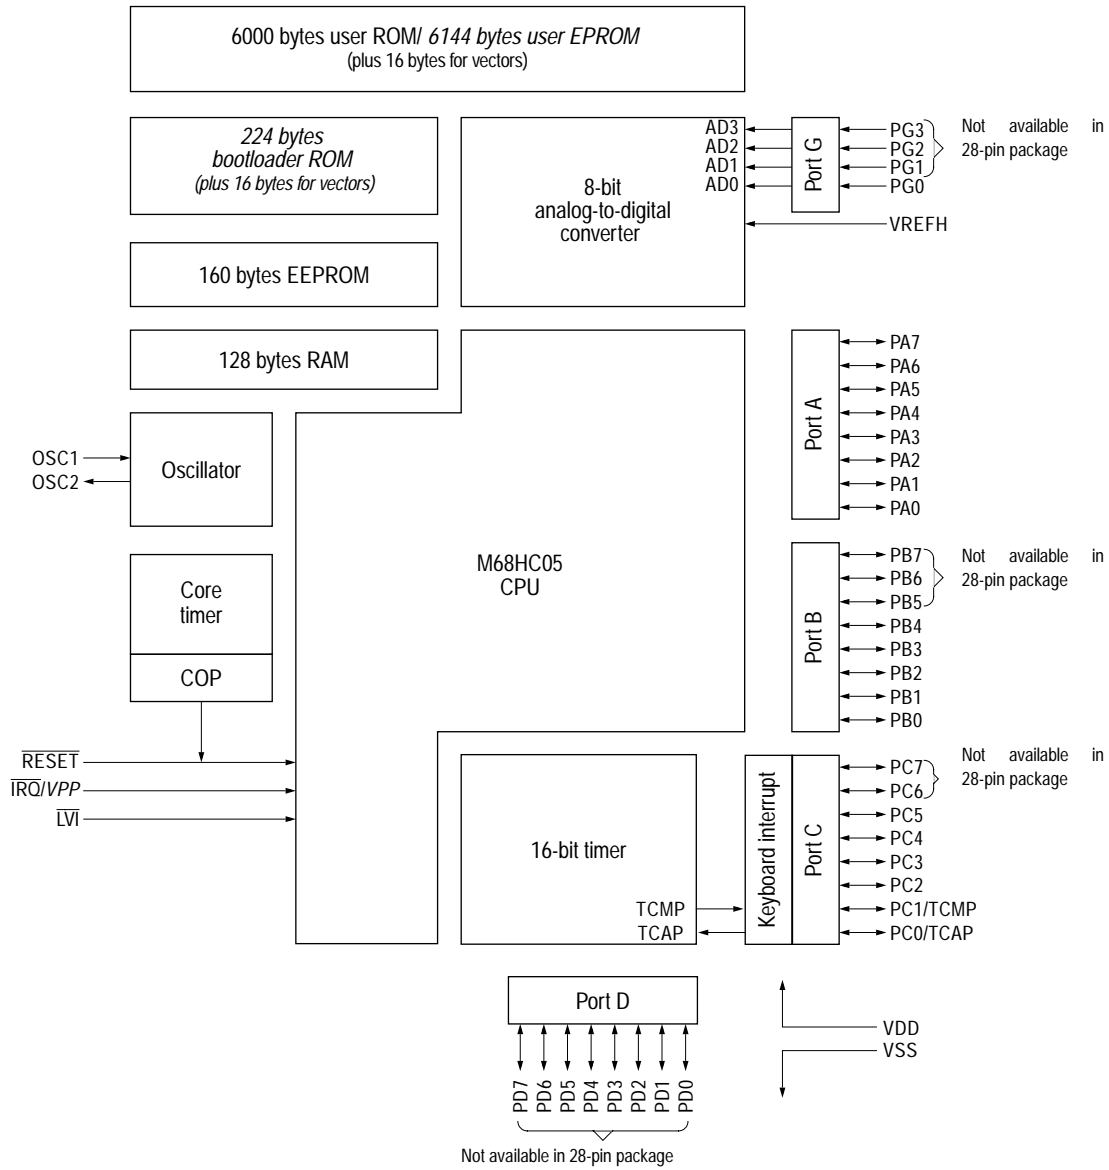 6000 bytes user ROM/ 6144 bytes user EPROM
(plus 16 bytes for vectors)
224 bytes
bootloader ROM
(plus 16 bytes for vectors)
160 bytes EEPROM
128 bytes RAM
8-bit
analog-to-digital
converter
AD3
AD2
AD1
AD0
Port G
PG3
PG2
PG1
PG0
VREFH
Not available in
28-pin package
OSC1
OSC2
Oscillator
Core
timer
COP
RESET
IRQ/VPP
LVI
M68HC05
CPU
Port A
PA7
PA6
PA5
PA4
PA3
PA2
PA1
PA0
Port B
PB7
PB6
PB5
PB4
PB3
PB2
PB1
PB0
Not available in
28-pin package
16-bit timer
TCMP
TCAP
Keyboard interrupt
Port C
PC7
PC6
PC5
PC4
PC3
PC2
PC1/TCMP
PC0/TCAP
Not available in
28-pin package
Port D
PD7
PD6
PD5
PD4
PD3
PD2
PD1
PD0
Not available in 28-pin package
VDD
VSS